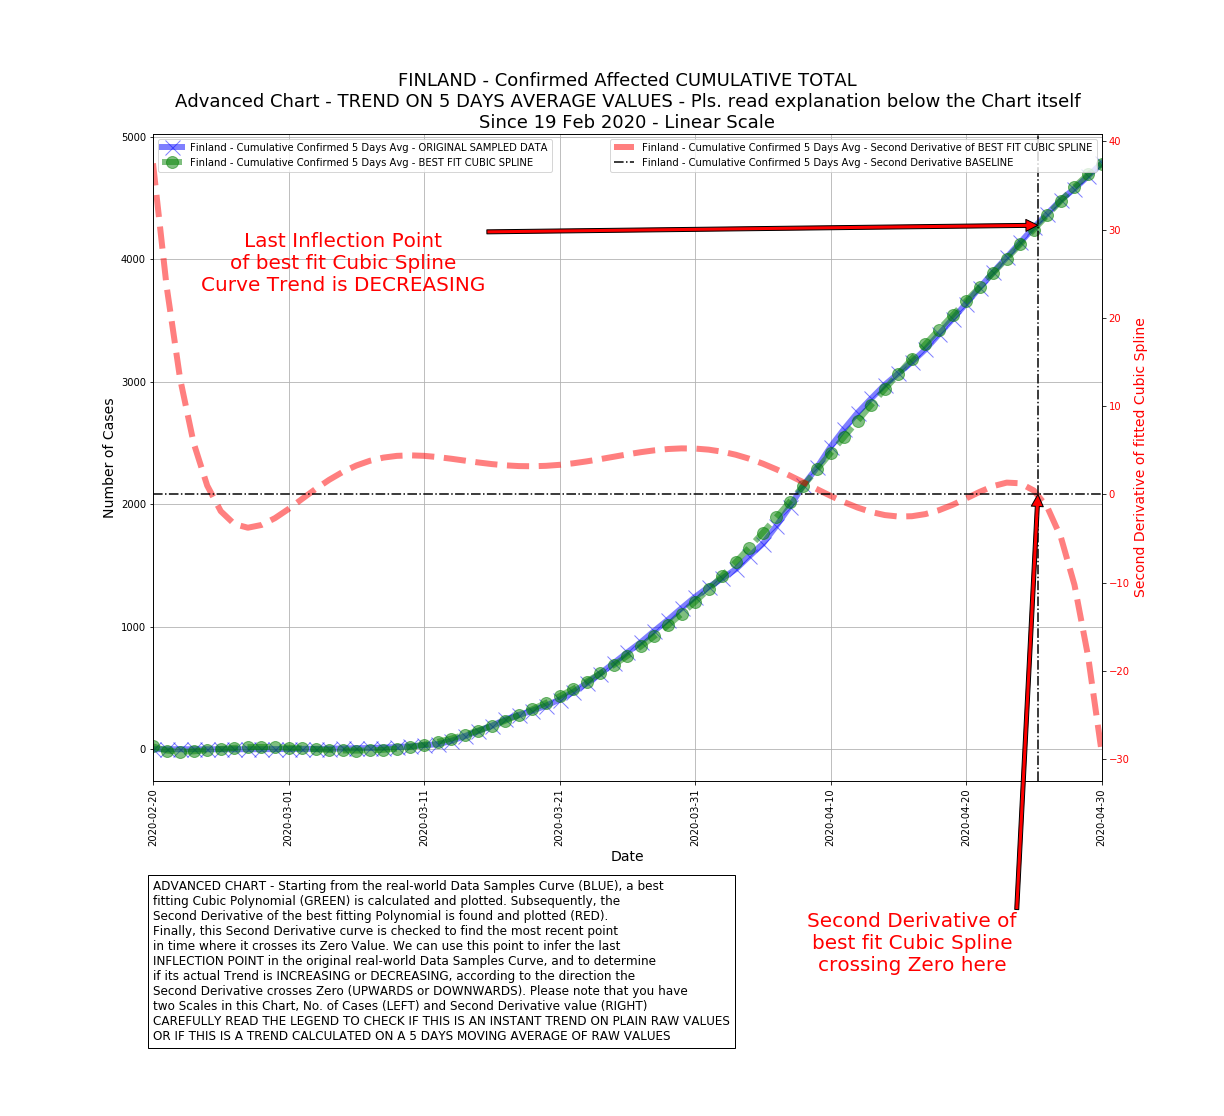 FINLAND - Confirmed Affected CUMULATIVE TOTAL
Advanced Chart - TREND ON 5 DAYS AVERAGE VALUES - Pls. read explanation below the Chart itself
Since 19 Feb 2020 - Linear Scale
Finland - Cumulative Confirmed 5 Days Avg - ORIGINAL SAMPLED DATA
Finland - Cumulative Confirmed 5 Days Avg - BEST FIT CUBIC SPLINE
Finland - Cumulative Confirmed 5 Days Avg - Second Derivative of BEST FIT CUBIC SPLINE
Finland - Cumulative Confirmed 5 Days Avg - Second Derivative BASELINE
Last Inflection Point
of best fit Cubic Spline
Curve Trend is DECREASING
Number of Cases
5000
4000
3000
2000
1000
0
40
30
20
10
0
−10
−20
−30
Second Derivative of fitted Cubic Spline
2020-02-20
2020-03-01
2020-03-11
2020-03-21
2020-03-31
2020-04-10
2020-04-20
2020-04-30
Date
ADVANCED CHART - Starting from the real-world Data Samples Curve (BLUE), a best
fitting Cubic Polynomial (GREEN) is calculated and plotted. Subsequently, the
Second Derivative of the best fitting Polynomial is found and plotted (RED).
Finally, this Second Derivative curve is checked to find the most recent point
in time where it crosses its Zero Value. We can use this point to infer the last
INFLECTION POINT in the original real-world Data Samples Curve, and to determine
if its actual Trend is INCREASING or DECREASING, according to the direction the
Second Derivative crosses Zero (UPWARDS or DOWNWARDS). Please note that you have
two Scales in this Chart, No. of Cases (LEFT) and Second Derivative value (RIGHT)
CAREFULLY READ THE LEGEND TO CHECK IF THIS IS AN INSTANT TREND ON PLAIN RAW VALUES
OR IF THIS IS A TREND CALCULATED ON A 5 DAYS MOVING AVERAGE OF RAW VALUES
Second Derivative of
best fit Cubic Spline
crossing Zero here